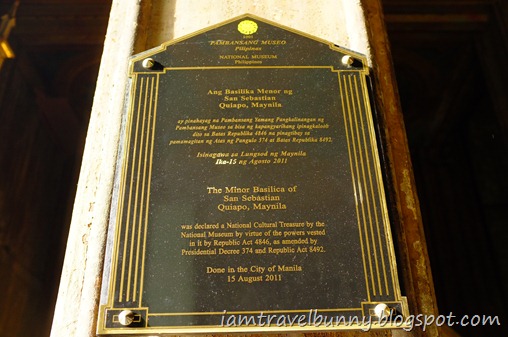 PAMBANSANG MUSEO
Pilipinas
NATIONAL MUSEUM
Philippines
Ang Basilika Menor ng
San Sebastian
Quiapo, Maynila
ay pinahayag na Pambansang Yamang Pangkalinangan ng
Pambansang Museo sa bisa ng kapangyarihang ipinagkaloob
dito sa Batas Republika 4846 na pinagtibay sa
pamamagitan ng Atas ng Pangulo 374 at Batas Republika 8492.
Isinagawa sa Lungsod ng Maynila
Ika-15 ng Agosto 2011
The Minor Basilica of
San Sebastian
Quiapo, Maynila
was declared a National Cultural Treasure by the
National Museum by virtue of the powers vested
in It by Republic Act 4846, as amended by
Presidential Decree 374 and Republic Act 8492.
Done in the City of Manila
15 August 2011
iamtravelbunny.blogspot.com